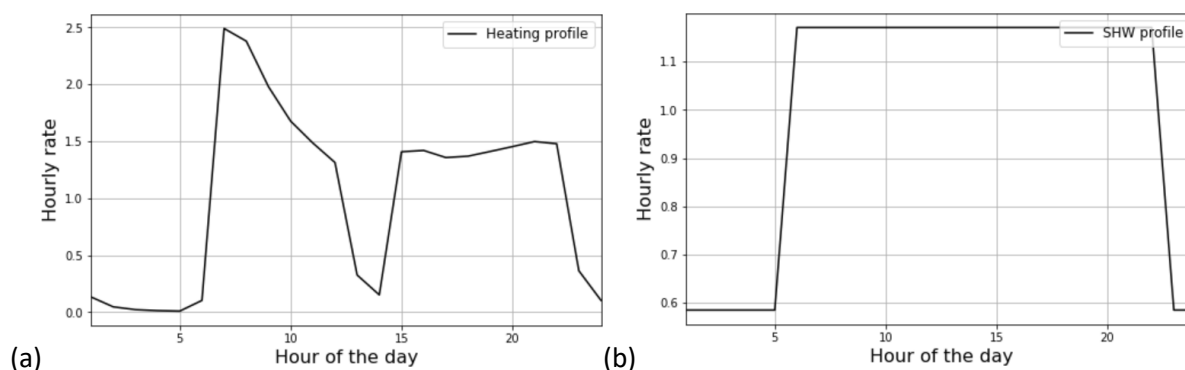 2.5
2.0
1.5
1.0
0.5
0.0
Hourly rate
Heating profile
5 10 15 20
Hour of the day
(a)
1.1
1.0
0.9
0.8
0.7
0.6
Hourly rate
SHW profile
5 10 15 20
Hour of the day
(b)